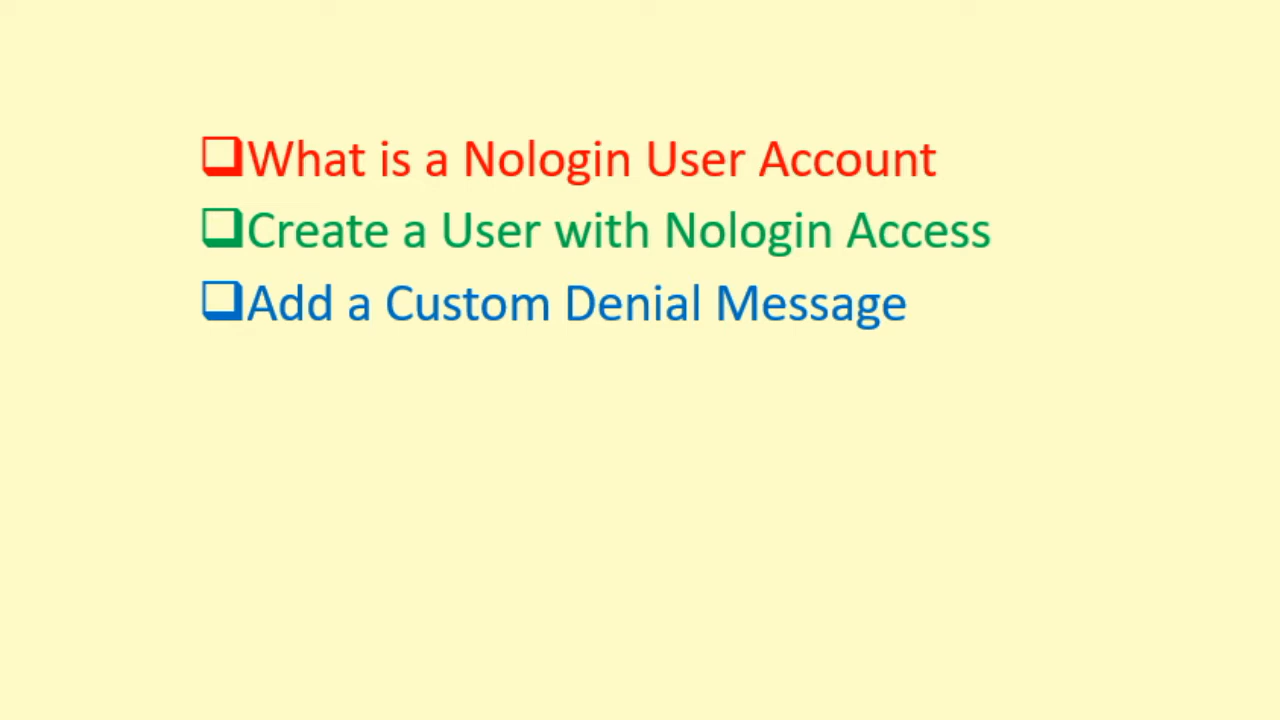 ❑What is a Nologin User Account
❑Create a User with Nologin Access
❑Add a Custom Denial Message